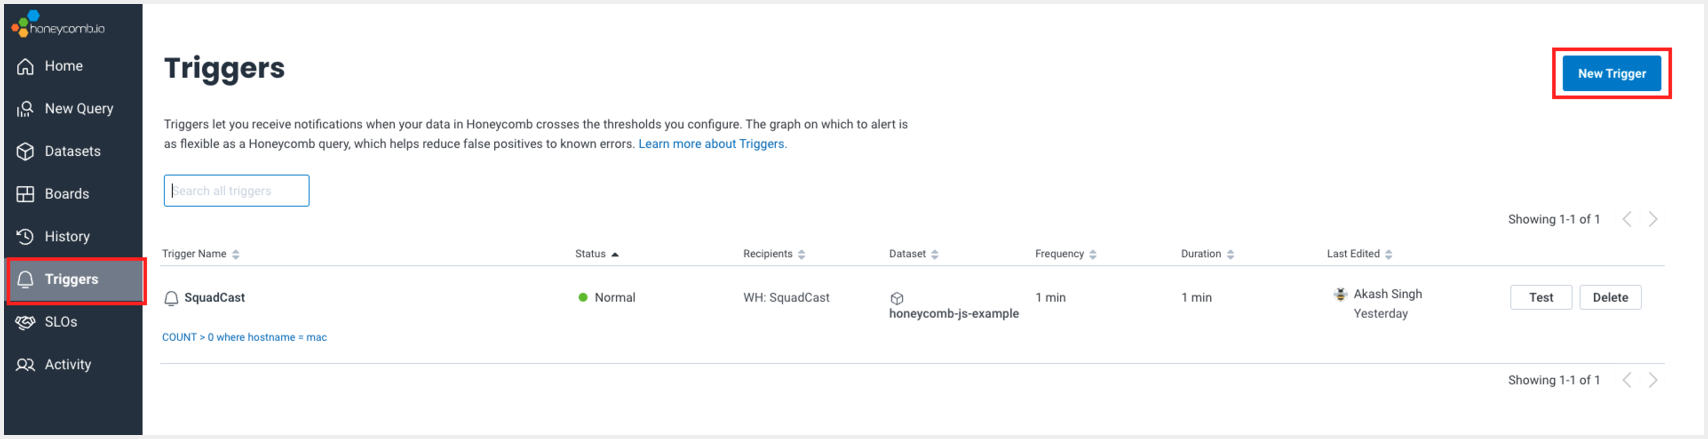 honeycomb.io
Home
New Query
Datasets
Boards
History
Triggers
SLOs
Activity
Triggers
New Trigger
Triggers let you receive notifications when your data in Honeycomb crosses the thresholds you configure. The graph on which to alert is
as flexible as a Honeycomb query, which helps reduce false positives to known errors. Learn more about Triggers.
Search all triggers
Showing 1-1 of 1
Trigger Name Status Recipients Dataset Frequency Duration Last Edited
SquadCast Normal WH: SquadCast honeycomb-js-example 1 min 1 min Akash Singh Yesterday Test Delete
COUNT > 0 where hostname = mac
Showing 1-1 of 1